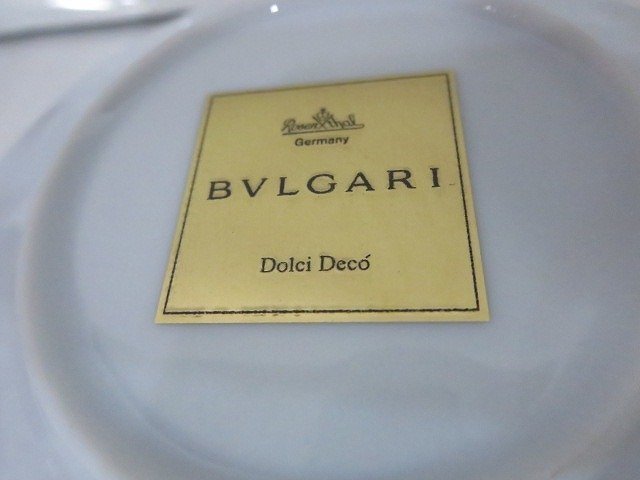 Rosenthal
Germany
BVLGARI
Dolci Decó